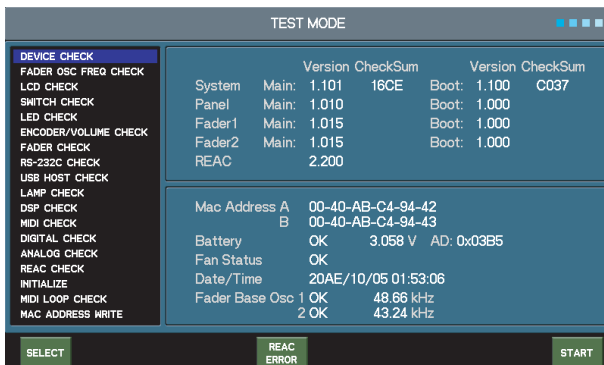 TEST MODE
DEVICE CHECK
FADER OSC FREQ CHECK
LCD CHECK
SWITCH CHECK
LED CHECK
ENCODER/VOLUME CHECK
FADER CHECK
RS-232C CHECK
USB HOST CHECK
LAMP CHECK
DSP CHECK
MIDI CHECK
DIGITAL CHECK
ANALOG CHECK
REAC CHECK
INITIALIZE
MIDI LOOP CHECK
MAC ADDRESS WRITE
Version CheckSum Version CheckSum
System Main: 1.101 16CE Boot: 1.100 C037
Panel Main: 1.010 Boot: 1.000
Fader1 Main: 1.015 Boot: 1.000
Fader2 Main: 1.015 Boot: 1.000
REAC 2.200
Mac Address A 00-40-AB-C4-94-42
B 00-40-AB-C4-94-43
Battery OK 3.058 V AD: 0x03B5
Fan Status OK
Date/Time 20AE/10/05 01:53:06
Fader Base Osc 1 OK 48.66 kHz
2 OK 43.24 kHz
SELECT
REAC
ERROR
START